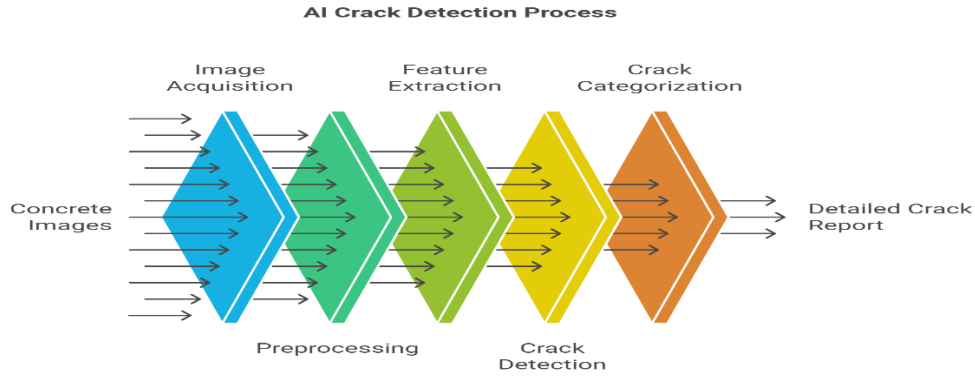 AI Crack Detection Process
Image
Acquisition
Feature
Extraction
Crack
Categorization
Concrete
Images
Detailed Crack
Report
Preprocessing
Crack
Detection